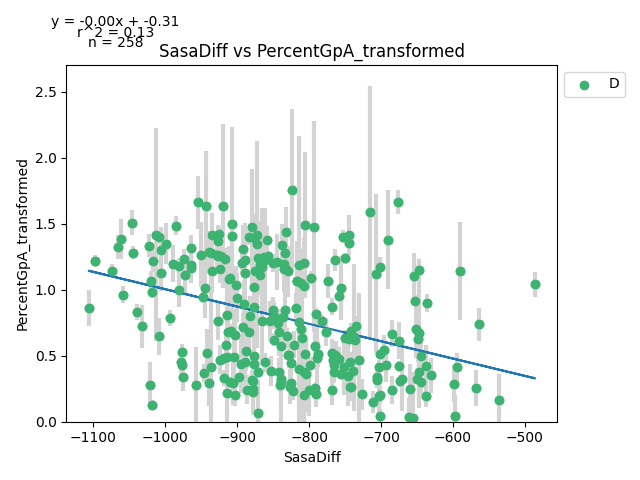 y = -0.00x + -0.31
r^2 = 0.13
n = 258
SasaDiff vs PercentGpA_transformed
D
PercentGpA_transformed
2.5
2.0
1.5
1.0
0.5
0.0
−1100
−1000
−900
−800
−700
−600
−500
SasaDiff